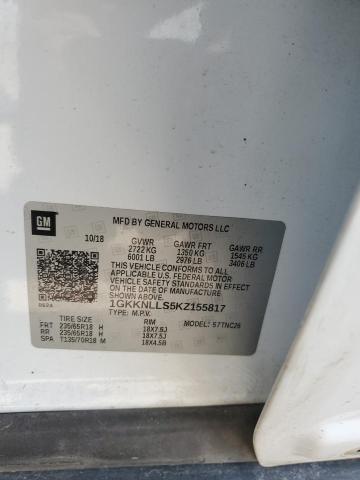 GM
MFD BY GENERAL MOTORS LLC
10/18 GVWR GAWR FRT GAWR RR
2722 KG 1350 KG 1545 KG
6001 LB 2976 LB 3406 LB
THIS VEHICLE CONFORMS TO ALL
APPLICABLE U.S. FEDERAL MOTOR
VEHICLE SAFETY STANDARDS
IN EFFECT ON THE DATE OF
MANUFACTURE SHOWN ABOVE.
1GKKNLLS5KZ155817
TYPE: M.P.V.
TIRE SIZE RIM MODEL: S7TNC26
FRT 235/65R18 H 18X7.5J
RR 235/65R18 H 18X7.5J
SPA T135/70R18 M 18X4.5B